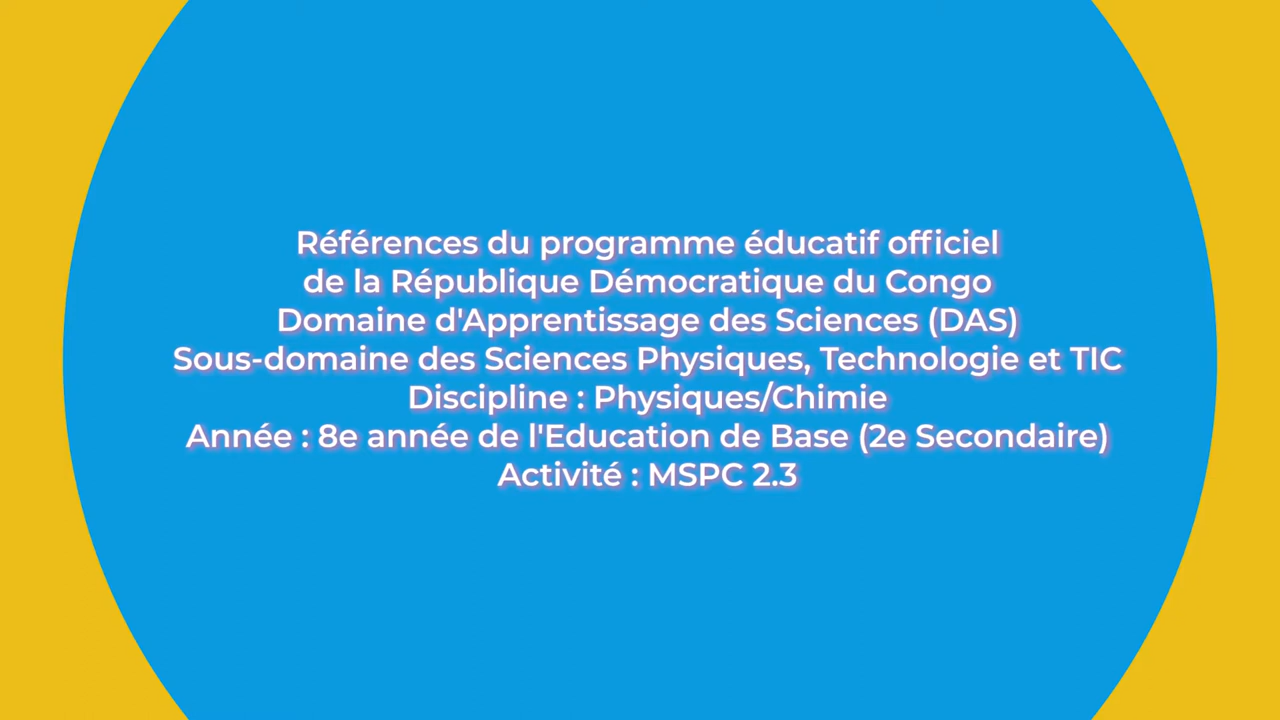 Références du programme éducatif officiel
de la République Démocratique du Congo
Domaine d'Apprentissage des Sciences (DAS)
Sous-domaine des Sciences Physiques, Technologie et TIC
Discipline : Physiques/Chimie
Année : 8e année de l'Education de Base (2e Secondaire)
Activité : MSPC 2.3